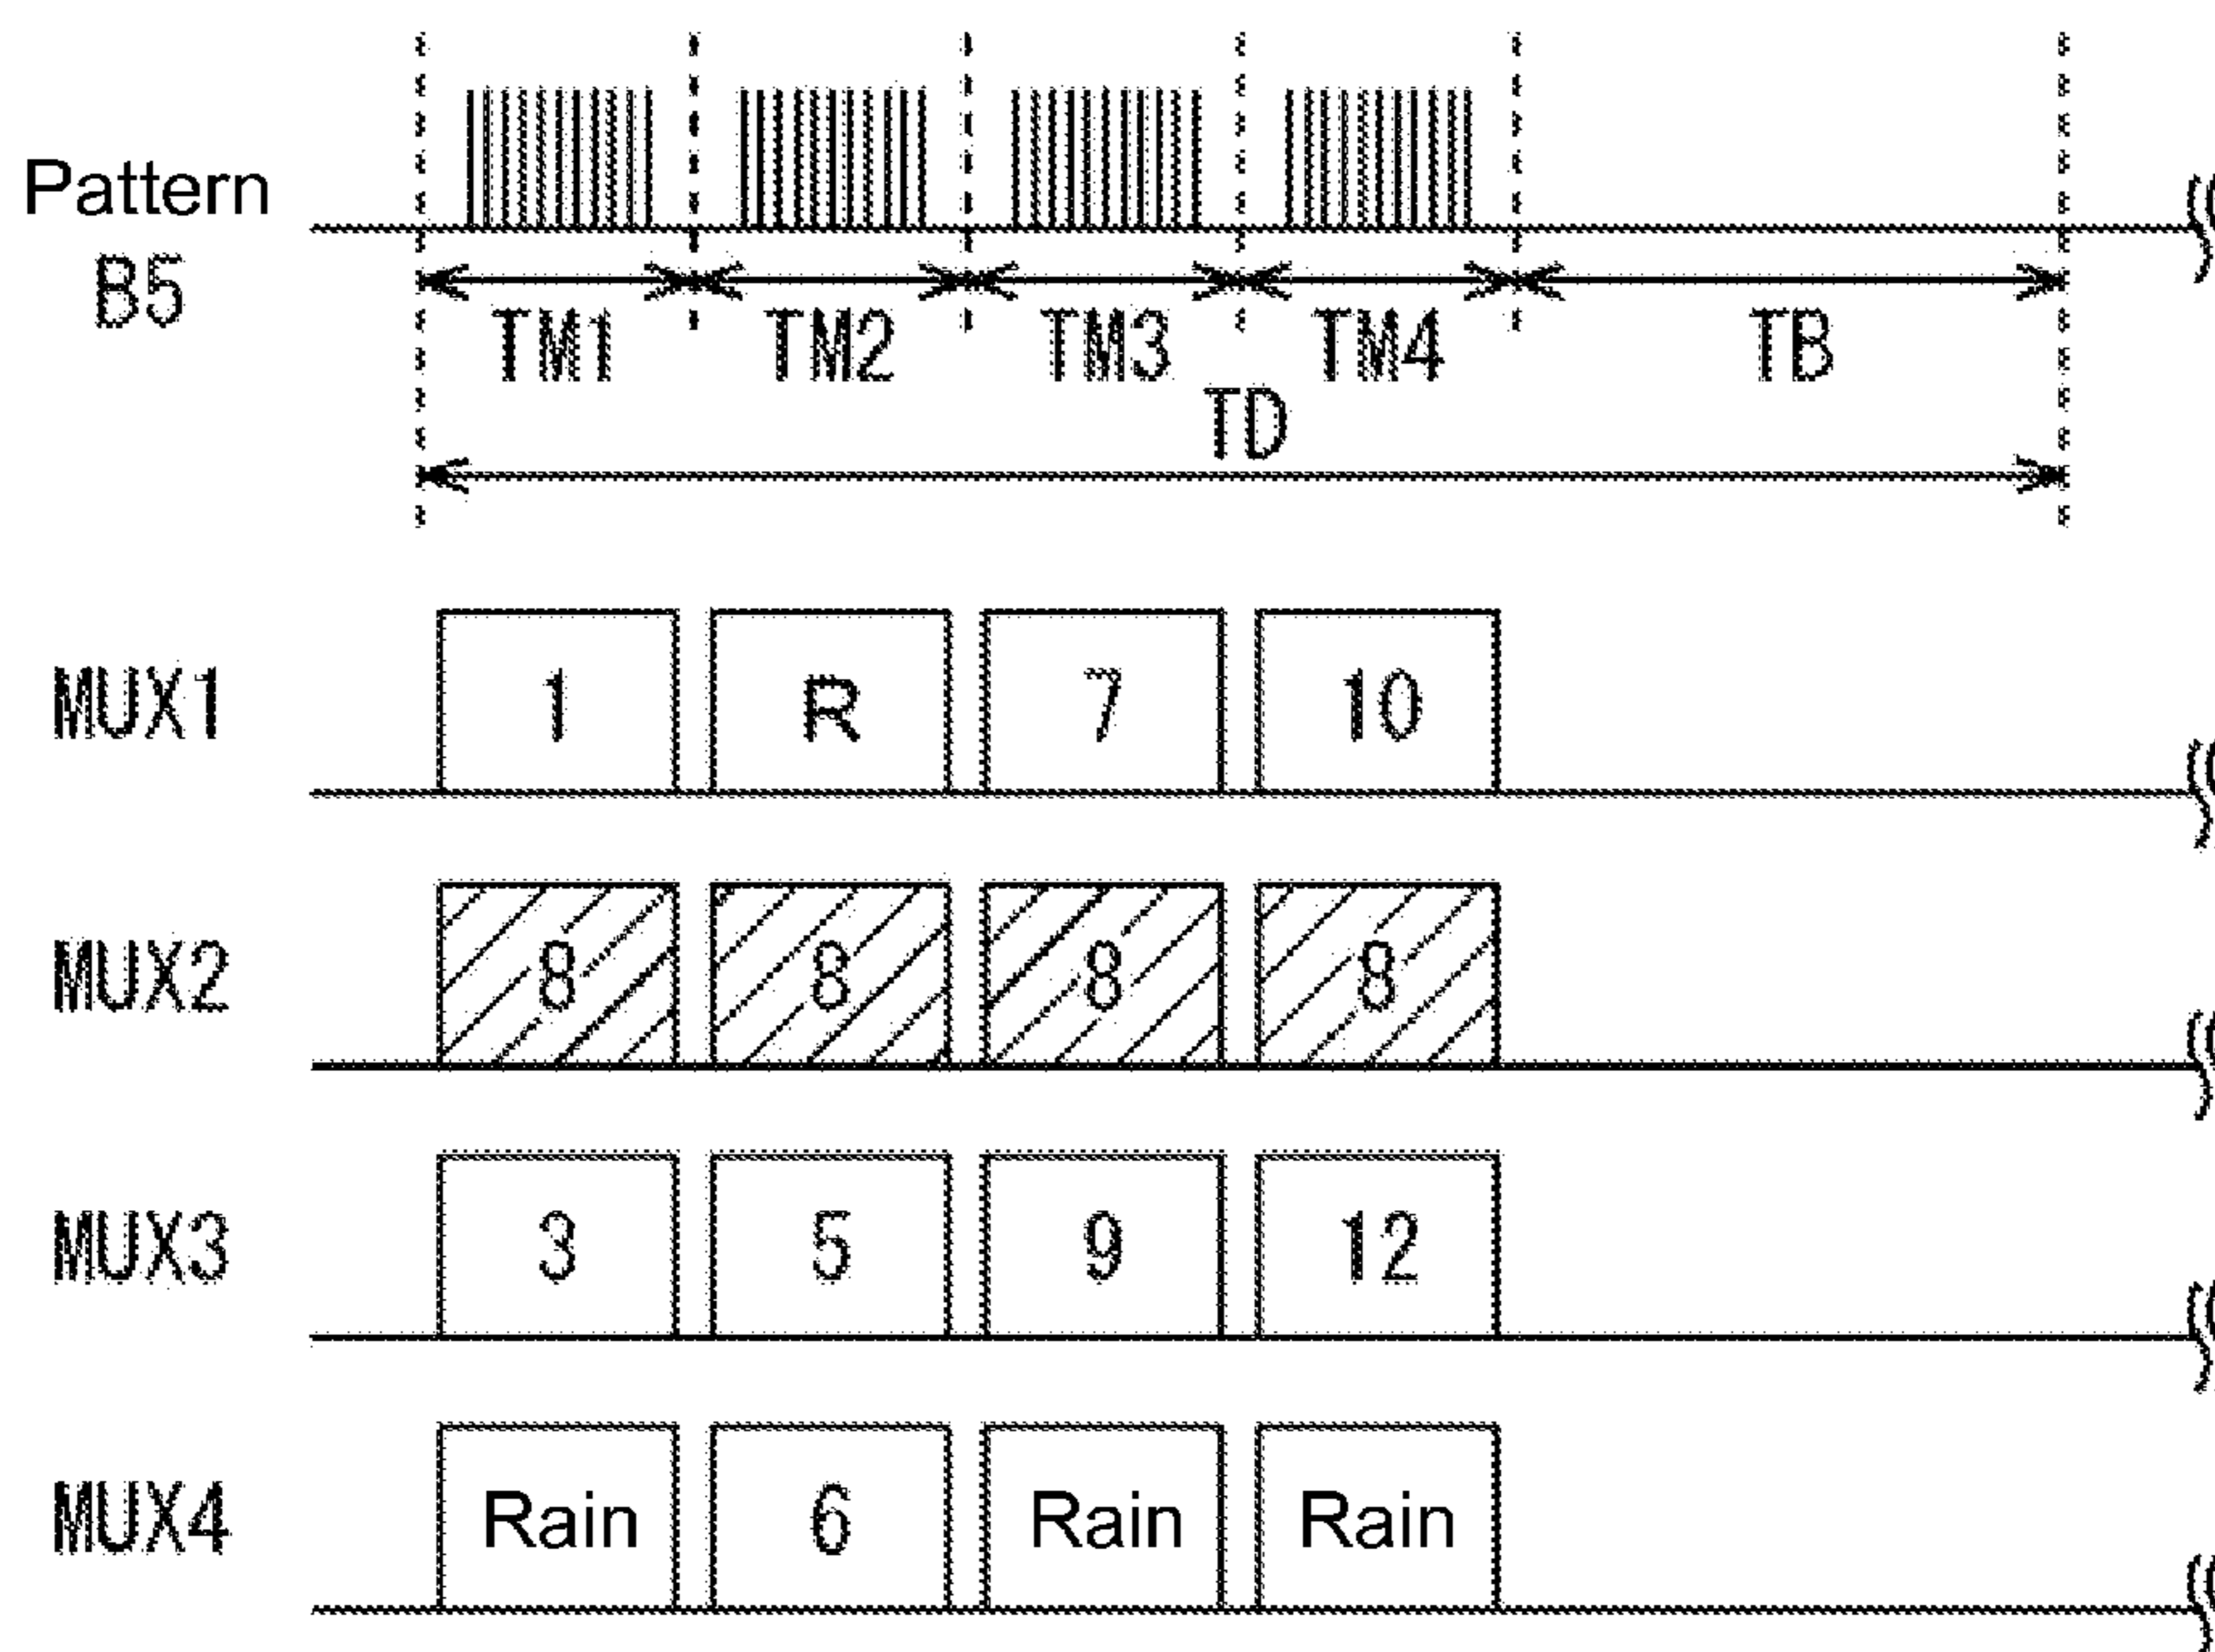 Pattern
B5
TM1 TM2 TM3 TM4 TB
TD
MUX1 1 R 7 10
MUX2 8 8 8 8
MUX3 3 5 9 12
MUX4 Rain 6 Rain Rain